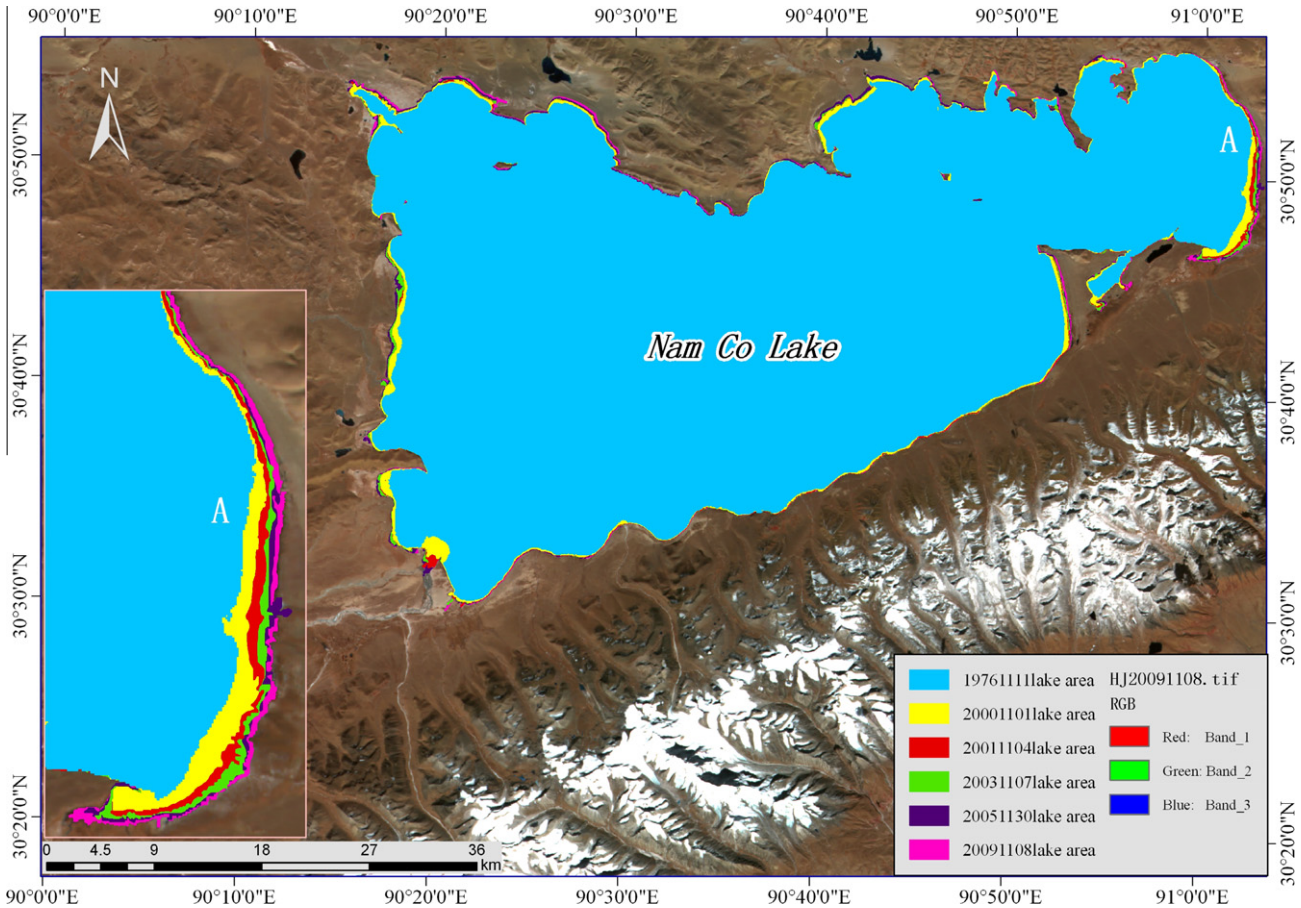 90°0'0"E 90°10'0"E 90°20'0"E 90°30'0"E 90°40'0"E 90°50'0"E 91°0'0"E
N
A
30°50'0"N
30°50'0"N
Nam Co Lake
30°40'0"N
30°40'0"N
A
30°30'0"N
30°30'0"N
19761111lake area
20001101lake area
20011104lake area
20031107lake area
20051130lake area
20091108lake area
HJ20091108.tif
RGB
Red: Band_1
Green: Band_2
Blue: Band_3
30°20'0"N
30°20'0"N
0 4.5 9 18 27 36
km
90°0'0"E 90°10'0"E 90°20'0"E 90°30'0"E 90°40'0"E 90°50'0"E 91°0'0"E